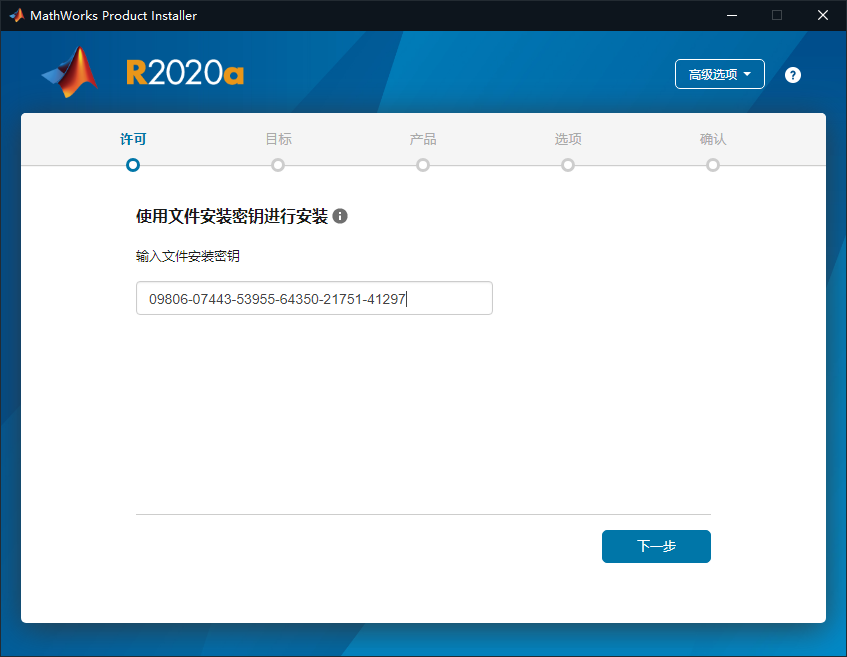 MathWorks Product Installer
R2020a
高级选项
?
许可
目标
产品
选项
确认
使用文件安装密钥进行安装
输入文件安装密钥
09806-07443-53955-64350-21751-41297
下一步